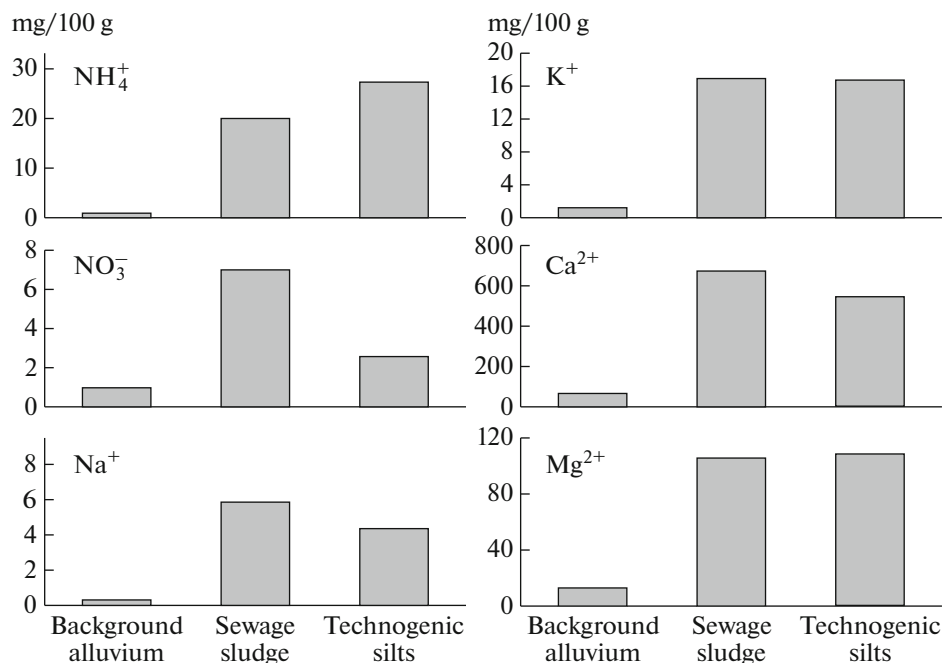 mg/100 g
NH₄⁺
30
20
10
0
NO₃⁻
8
6
4
2
0
Na⁺
8
6
4
2
0
Background alluvium
Sewage sludge
Technogenic silts
mg/100 g
K⁺
20
16
12
8
4
0
Ca²⁺
800
600
400
200
0
Mg²⁺
120
80
40
0
Background alluvium
Sewage sludge
Technogenic silts